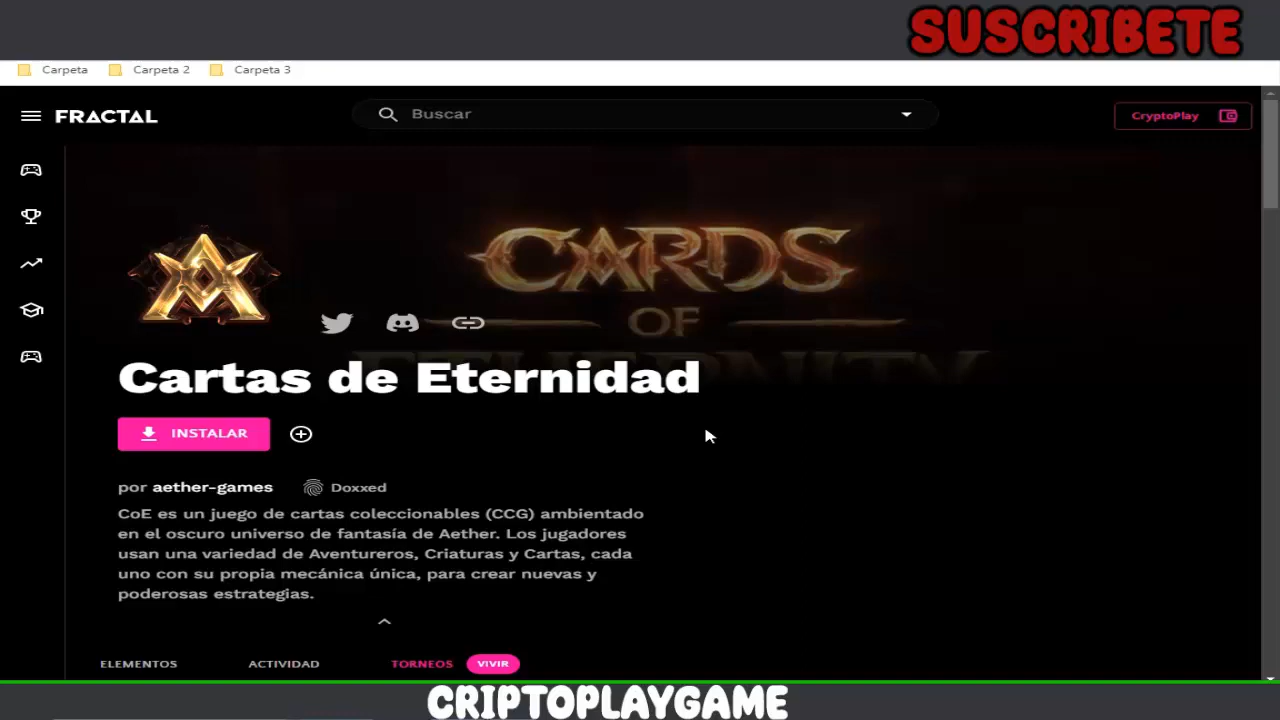 SUSCRIBETE
Carpeta Carpeta 2 Carpeta 3
FRACTAL Buscar CryptoPlay
CARDS
OF
ETHERNITY
Cartas de Eternidad
INSTALAR
por aether-games Doxxed
CoE es un juego de cartas coleccionables (CCG) ambientado
en el oscuro universo de fantasía de Aether. Los jugadores
usan una variedad de Aventureros, Criaturas y Cartas, cada
uno con su propia mecánica única, para crear nuevas y
poderosas estrategias.
ELEMENTOS ACTIVIDAD TORNEOS VIVIR
CRIPTOPLAYGAME